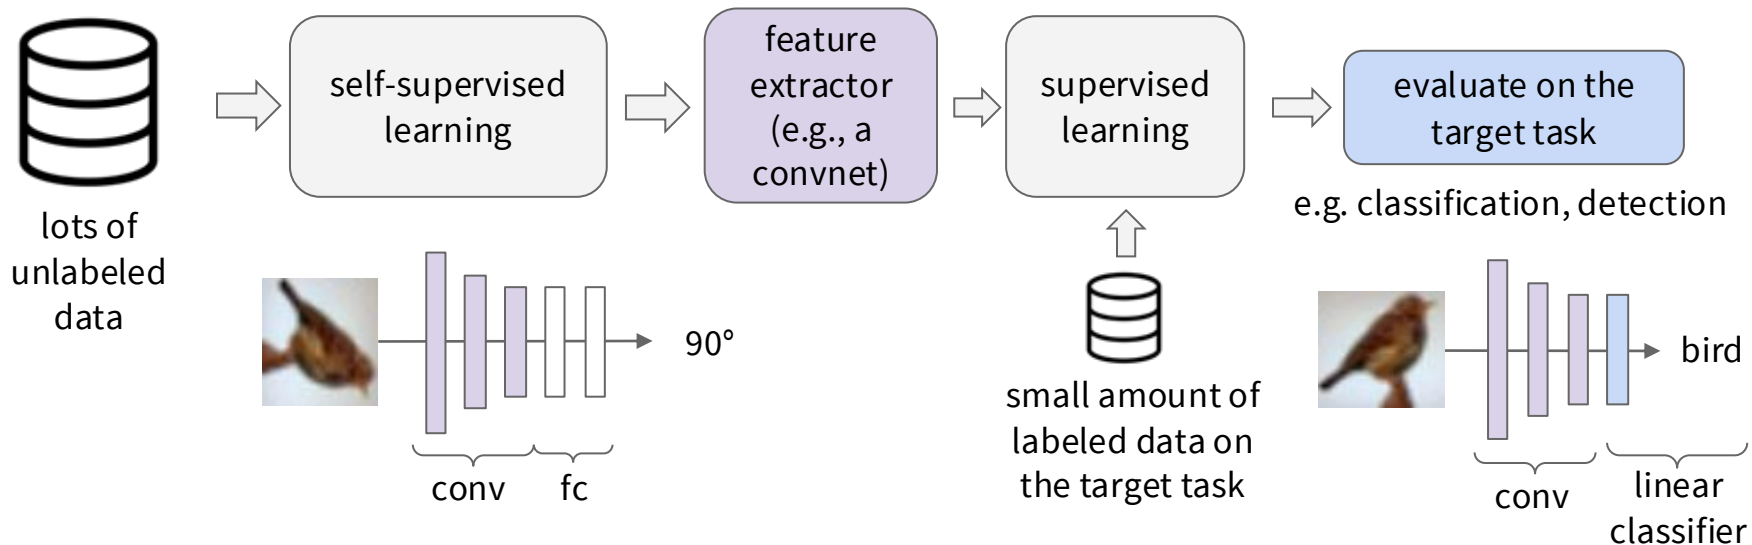 lots of
unlabeled
data
self-supervised
learning
feature
extractor
(e.g., a
convnet)
supervised
learning
evaluate on the
target task
e.g. classification, detection
90°
conv
fc
small amount of
labeled data on
the target task
bird
conv
linear
classifier